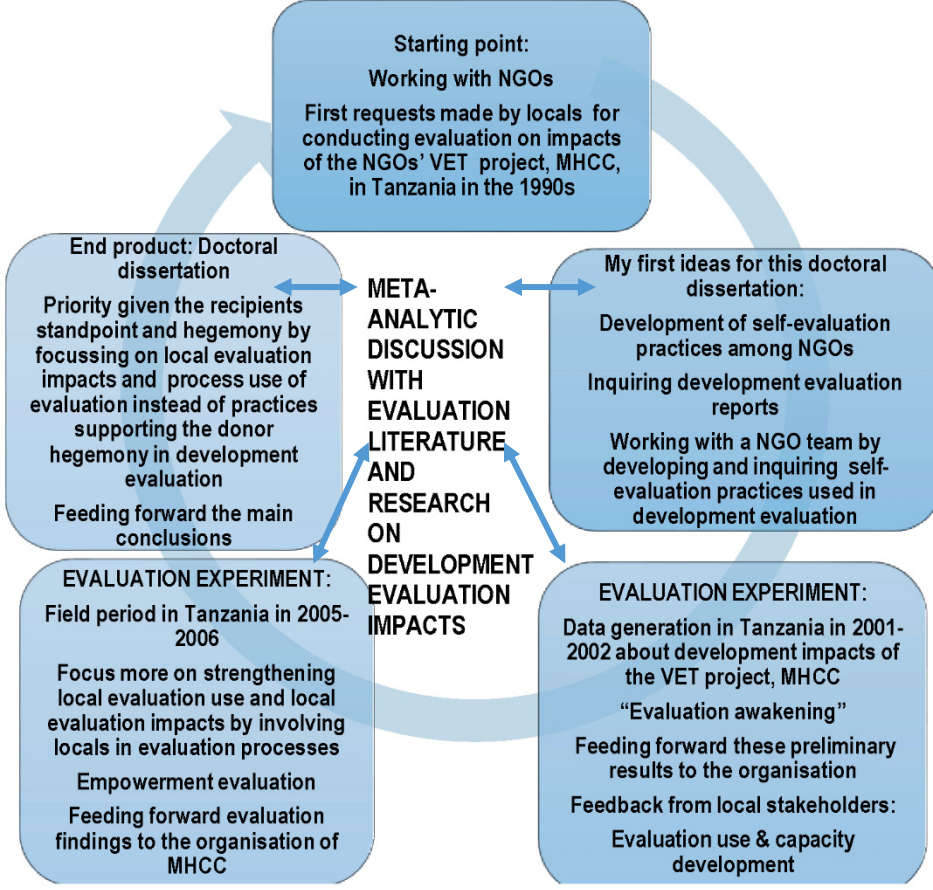 Starting point:
Working with NGOs
First requests made by locals for
conducting evaluation on impacts
of the NGOs' VET project, MHCC,
in Tanzania in the 1990s
My first ideas for this doctoral
dissertation:
Development of self-evaluation
practices among NGOs
Inquiring development evaluation
reports
Working with a NGO team by
developing and inquiring self-
evaluation practices used in
development evaluation
EVALUATION EXPERIMENT:
Data generation in Tanzania in 2001-
2002 about development impacts of
the VET project, MHCC
“Evaluation awakening”
Feeding forward these preliminary
results to the organisation
Feedback from local stakeholders:
Evaluation use & capacity
development
EVALUATION EXPERIMENT:
Field period in Tanzania in 2005-
2006
Focus more on strengthening
local evaluation use and local
evaluation impacts by involving
locals in evaluation processes
Empowerment evaluation
Feeding forward evaluation
findings to the organisation of
MHCC
End product: Doctoral
dissertation
Priority given the recipients
standpoint and hegemony by
focussing on local evaluation
impacts and process use of
evaluation instead of practices
supporting the donor
hegemony in development
evaluation
Feeding forward the main
conclusions
META-
ANALYTIC
DISCUSSION
WITH
EVALUATION
LITERATURE
AND
RESEARCH
ON
DEVELOPMENT
EVALUATION
IMPACTS